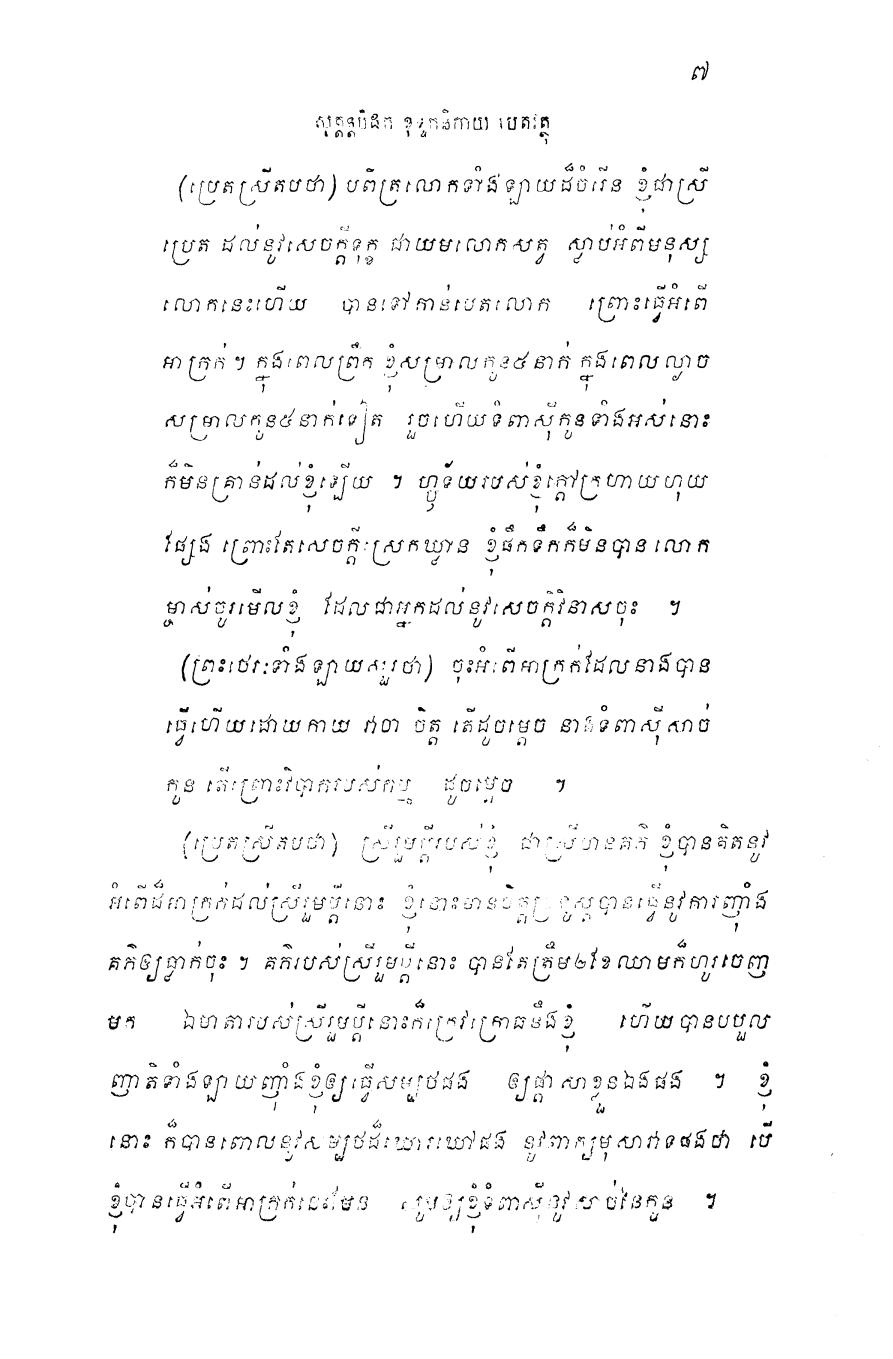 ៧
សុត្តន្តបិដក ខុទ្ទកនិកាយ បេតវត្ថុ
(ប្រេតស្រីតបថា) បពិត្រលោកទាំងឡាយដ៏ចំរើន ខ្ញុំជាស្រី
ប្រេត ដល់នូវសេចក្តីទុក្ខ ជាយមលោកសត្វ ស្លាប់អំពីមនុស្ស
លោកនេះហើយ បានទៅកាន់បេតលោក ព្រោះធ្វើអំពើ
អាក្រក់ ។ ក្នុងពេលព្រឹក ខ្ញុំសម្រាលកូន៥នាក់ ក្នុងពេលល្ងាច
សម្រាលកូន៥នាក់ទៀត រួចហើយទំពាស៊ីកូនទាំងអស់នោះ
ក៏មិនគ្រាន់ដល់ខ្ញុំឡើយ ។ ហ្ឫទ័យរបស់ខ្ញុំក្តៅក្រហាយហុយ
ផ្សែង ព្រោះតែសេចក្តីស្រេកឃ្លាន ខ្ញុំផឹកទឹកក៏មិនបាន លោក
ម្ចាស់ចូរមើលខ្ញុំ ដែលជាអ្នកដល់នូវសេចក្តីវិនាសចុះ ។
(ព្រះថេរៈទាំងឡាយសួរថា) ចុះអំពើអាក្រក់ដែលនាងបាន
ធ្វើហើយដោយកាយ វាចា ចិត្ត តើដូចម្តេច នាងទំពាស៊ីសាច់
កូន តើព្រោះវិបាករបស់កម្ម ដូចម្តេច ។
(ប្រេតស្រីតបថា) ស្រីរួមប្តីរបស់ខ្ញុំ ជាស្រីមានគភ៌ ខ្ញុំបានគិតនូវ
អំពើដ៏អាក្រក់ដល់ស្រីរួមប្តីនោះ ខ្ញុំនោះមានចិត្តប្រទូស្តបានធ្វើនូវការញុំាង
គភ៌ឲ្យធ្លាក់ចុះ ។ គភ៌របស់ស្រីរួមប្តីនោះ បានតែត្រឹម២ខែឈាមក៏ហូរចេញ
មក ឯមាតារបស់ស្រីរួមប្តីនោះក៏ក្រេវក្រោធនឹងខ្ញុំ ហើយបានបបួល
ញាតិទាំងឡាយញុំាងខ្ញុំឲ្យធ្វើសម្បថផង ឲ្យផ្តាសាខ្លួនឯងផង ។ ខ្ញុំ
នោះ ក៏បានពោលនូវសម្បថដ៏ឃោរឃៅផង នូវពាក្យមុសាវាទផងថា បើ
ខ្ញុំបានធ្វើអំពើអាក្រក់នេះមែន សូមឲ្យខ្ញុំទំពាស៊ីនូវសាច់នៃកូន ។